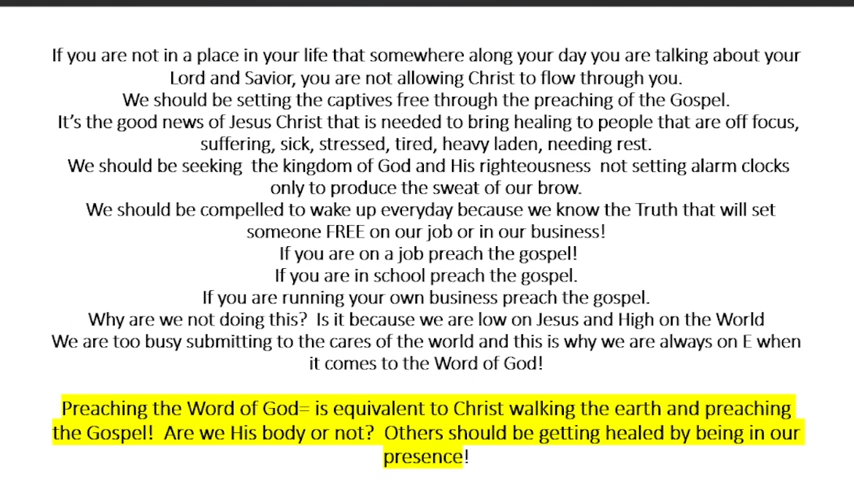 If you are not in a place in your life that somewhere along your day you are talking about your
Lord and Savior, you are not allowing Christ to flow through you.
We should be setting the captives free through the preaching of the Gospel.
It's the good news of Jesus Christ that is needed to bring healing to people that are off focus,
suffering, sick, stressed, tired, heavy laden, needing rest.
We should be seeking  the kingdom of God and His righteousness  not setting alarm clocks
only to produce the sweat of our brow.
We should be compelled to wake up everyday because we know the Truth that will set
someone FREE on our job or in our business!
If you are on a job preach the gospel!
If you are in school preach the gospel.
If you are running your own business preach the gospel.
Why are we not doing this?  Is it because we are low on Jesus and High on the World
We are too busy submitting to the cares of the world and this is why we are always on E when
it comes to the Word of God!
Preaching the Word of God= is equivalent to Christ walking the earth and preaching
the Gospel!  Are we His body or not?  Others should be getting healed by being in our
presence!